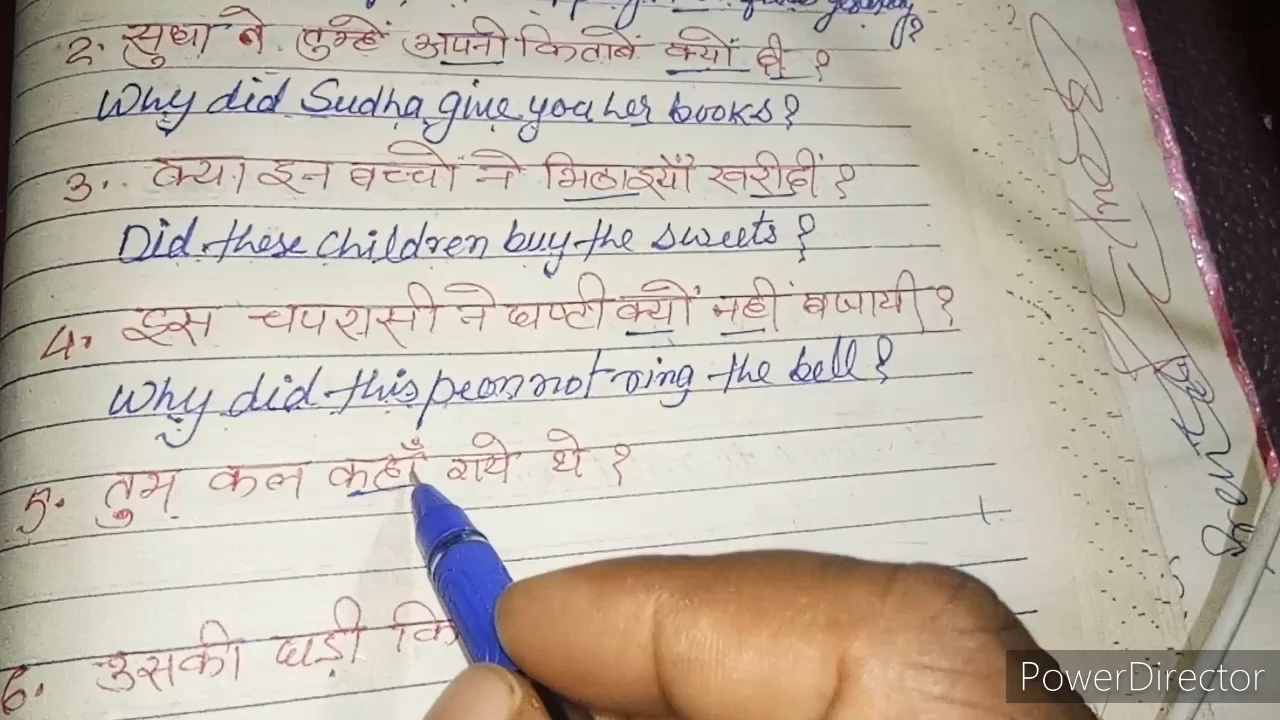 yesterday?
2. सुधा ने तुम्हें अपनी किताबें क्यों दी ?
Why did Sudha give you her books?
3. क्या इन बच्चों ने मिठाइयाँ खरीदीं ?
Did these children buy the sweets?
4. इस चपरासी ने घण्टी क्यों नहीं बजायी ?
Why did this peon not ring the bell?
5. तुम कल कहाँ गये थे ?
6. उसकी घड़ी
PowerDirector